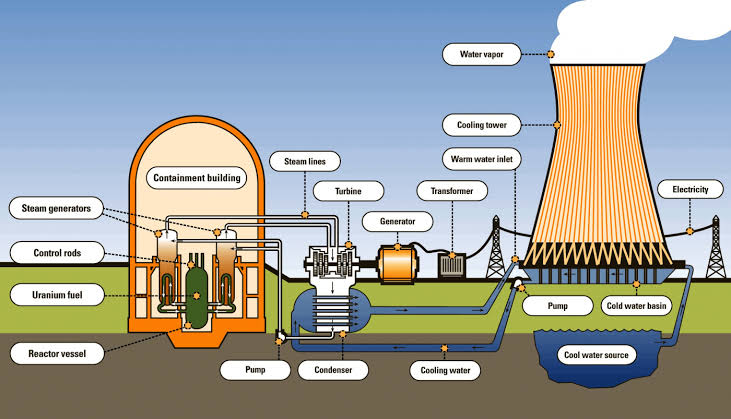 Water vapor
Cooling tower
Steam lines
Warm water inlet
Containment building
Turbine
Transformer
Electricity
Steam generators
Generator
Control rods
Uranium fuel
Pump
Cold water basin
Reactor vessel
Cool water source
Pump
Condenser
Cooling water